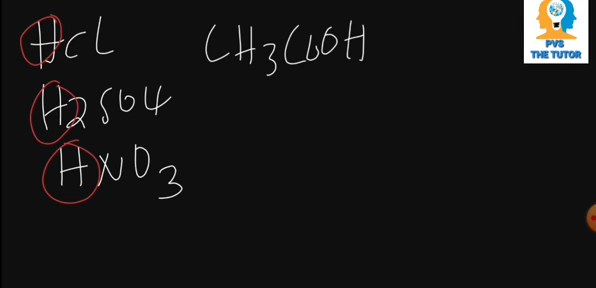 HCl CH3COOH
H2SO4
HNO3
PVS
THE TUTOR